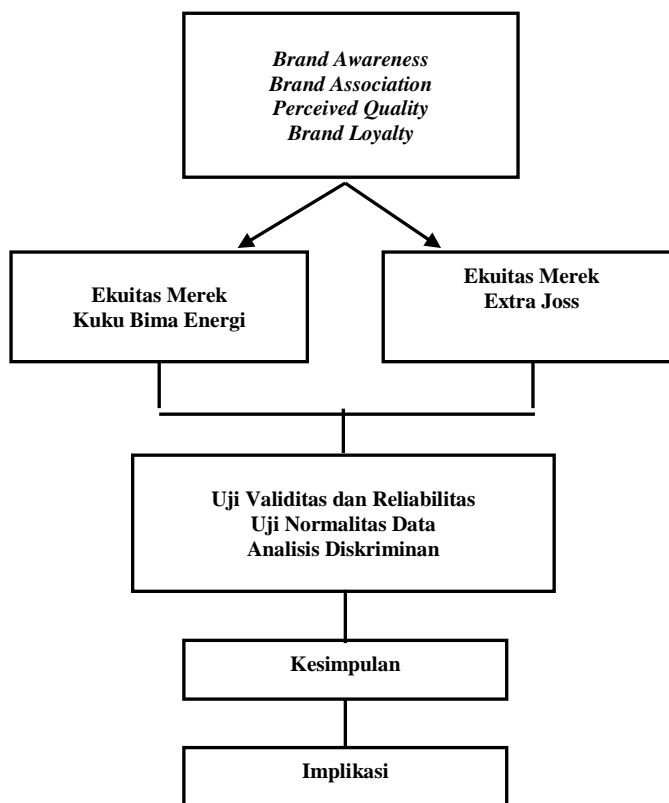 Brand Awareness
Brand Association
Perceived Quality
Brand Loyalty
Ekuitas Merek
Kuku Bima Energi
Ekuitas Merek
Extra Joss
Uji Validitas dan Reliabilitas
Uji Normalitas Data
Analisis Diskriminan
Kesimpulan
Implikasi